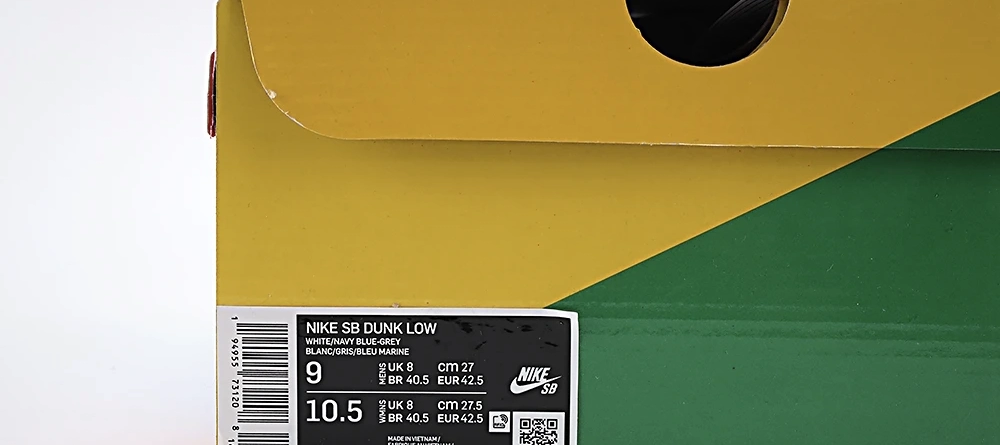 NIKE SB DUNK LOW
WHITE/NAVY BLUE-GREY
BLANC/GRIS/BLEU MARINE
9 MENS UK 8 cm 27
BR 40.5 EUR 42.5
10.5 WMNS UK 8 cm 27.5
BR 40.5 EUR 42.5
MADE IN VIETNAM /
NIKE
SB
1 94955 73120 8